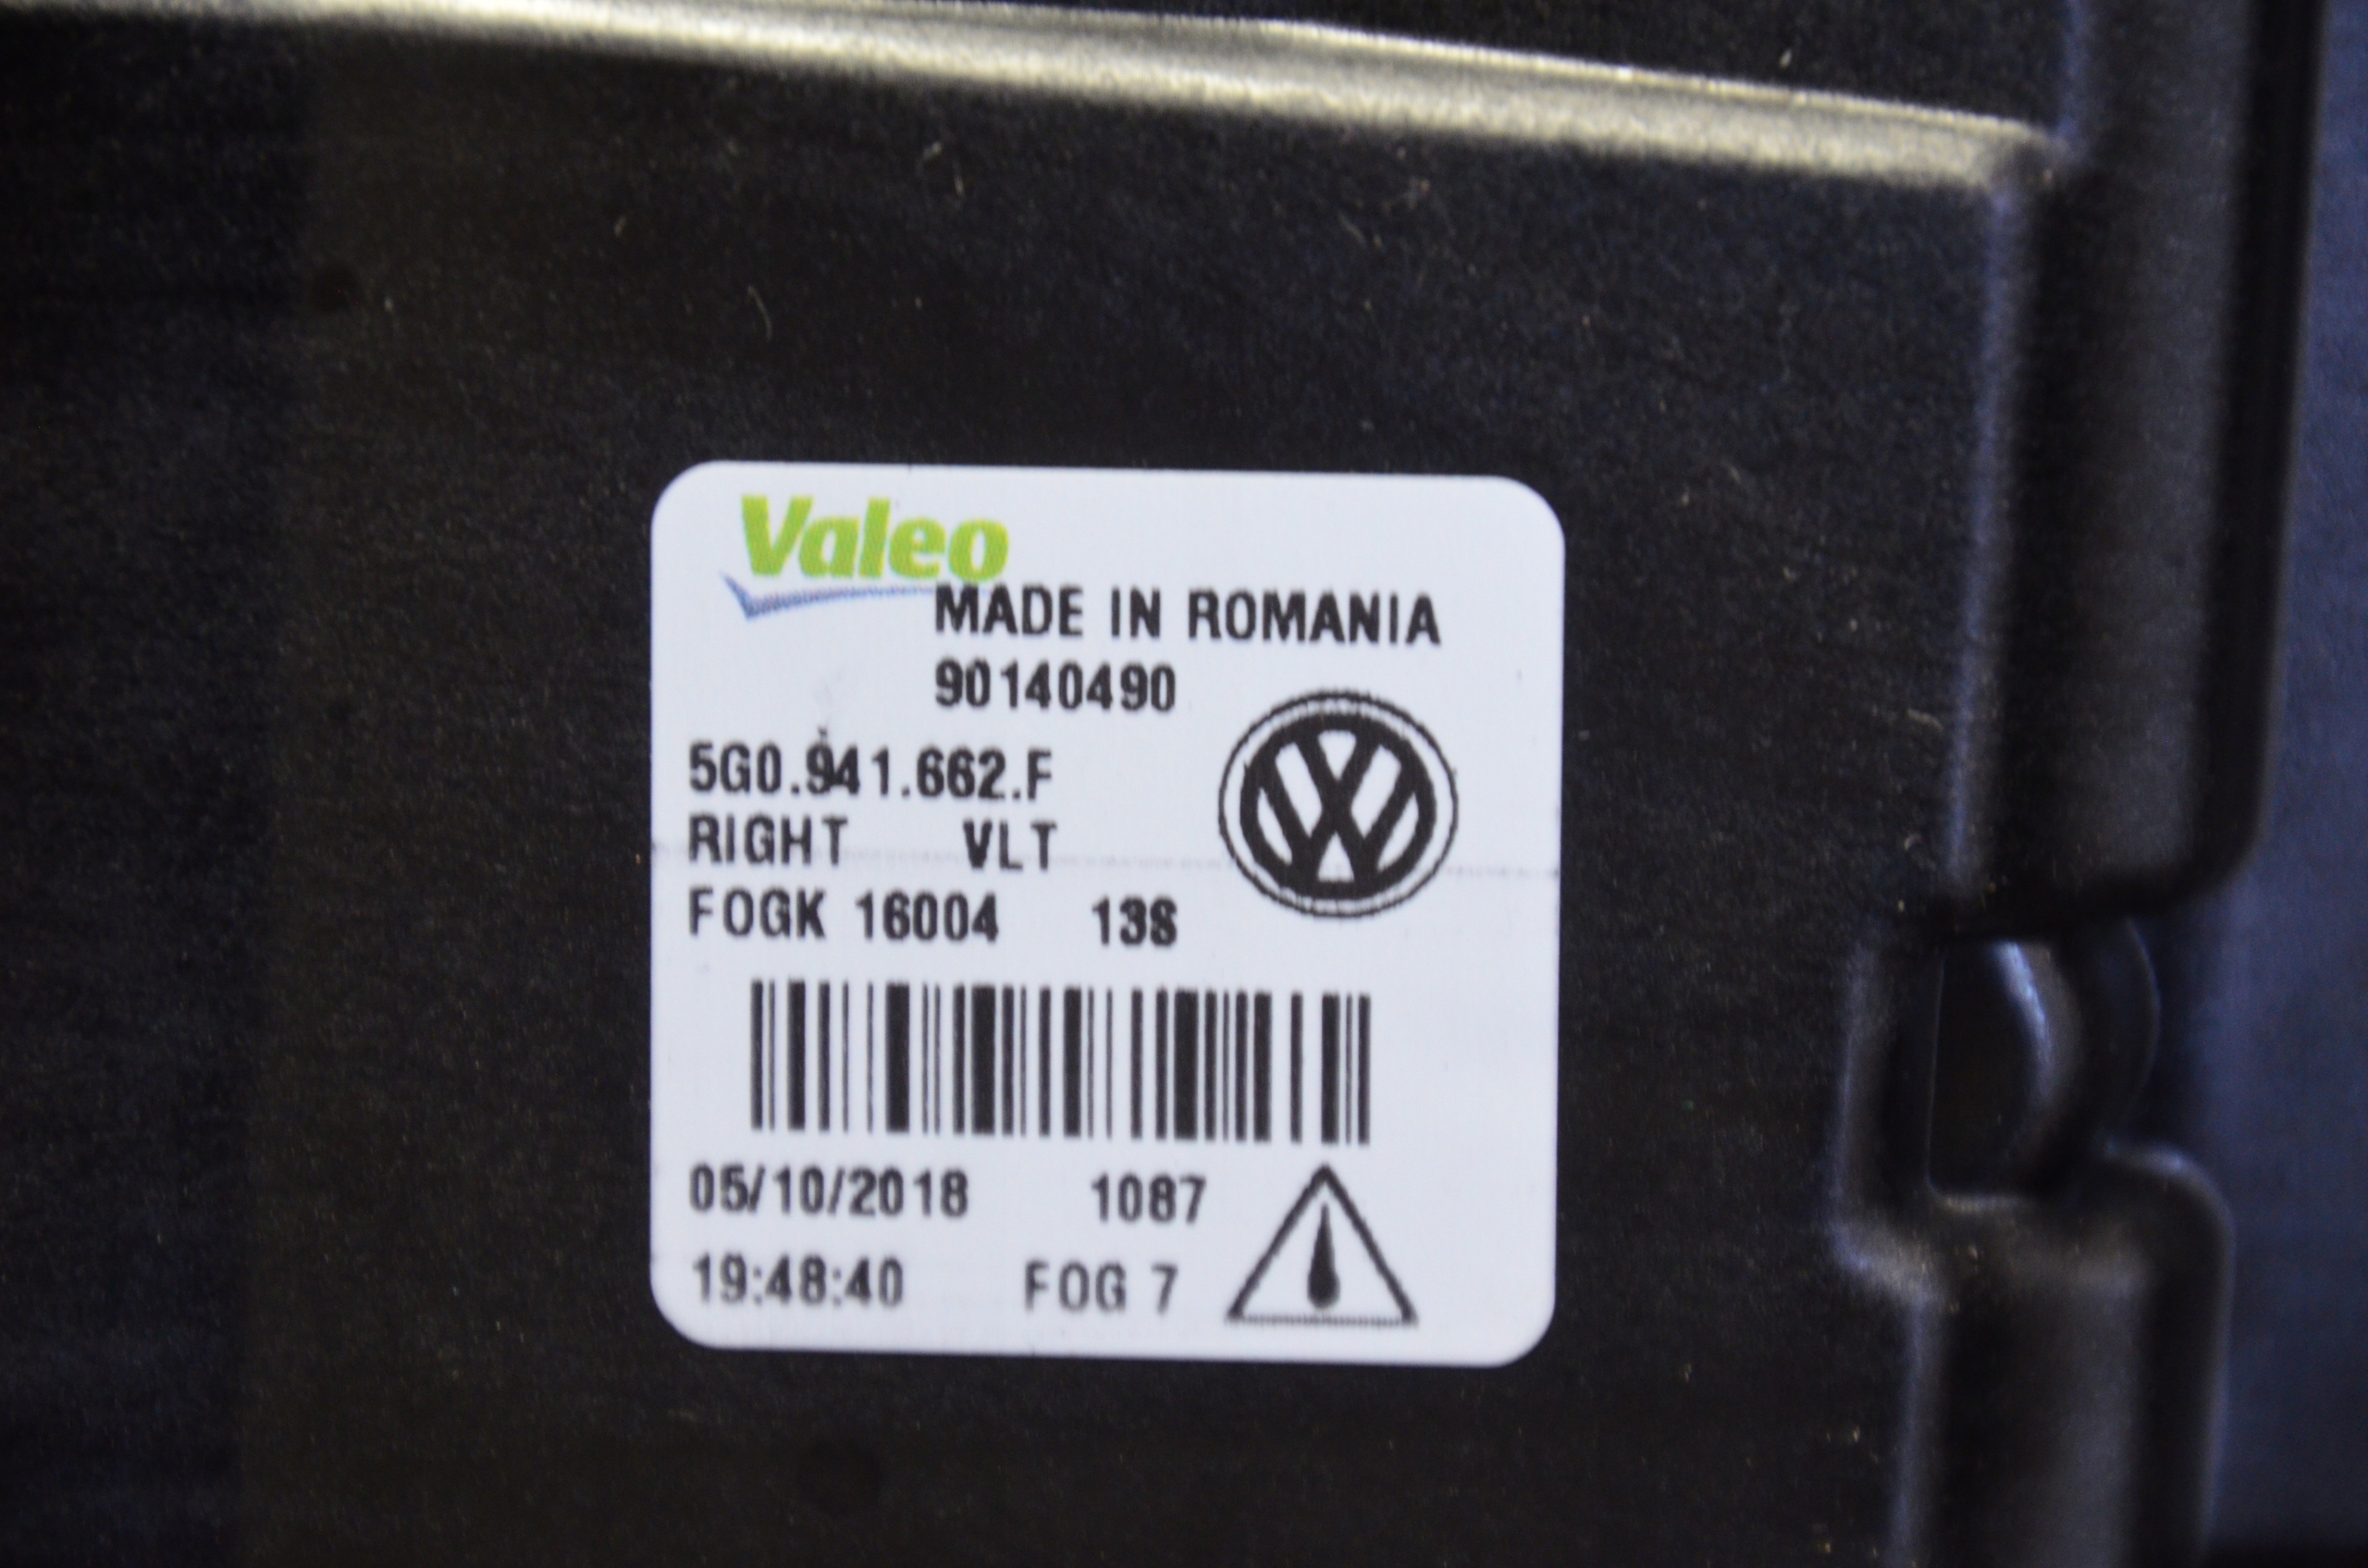 Valeo
MADE IN ROMANIA
90140490
5G0.941.662.F
RIGHT VLT
FOGK 16004 13S
05/10/2018 1087
19:48:40 FOG 7